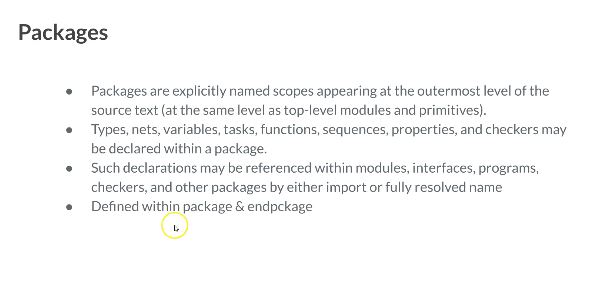 Packages
● Packages are explicitly named scopes appearing at the outermost level of the
source text (at the same level as top-level modules and primitives).
● Types, nets, variables, tasks, functions, sequences, properties, and checkers may
be declared within a package.
● Such declarations may be referenced within modules, interfaces, programs,
checkers, and other packages by either import or fully resolved name
● Defined within package & endpckage